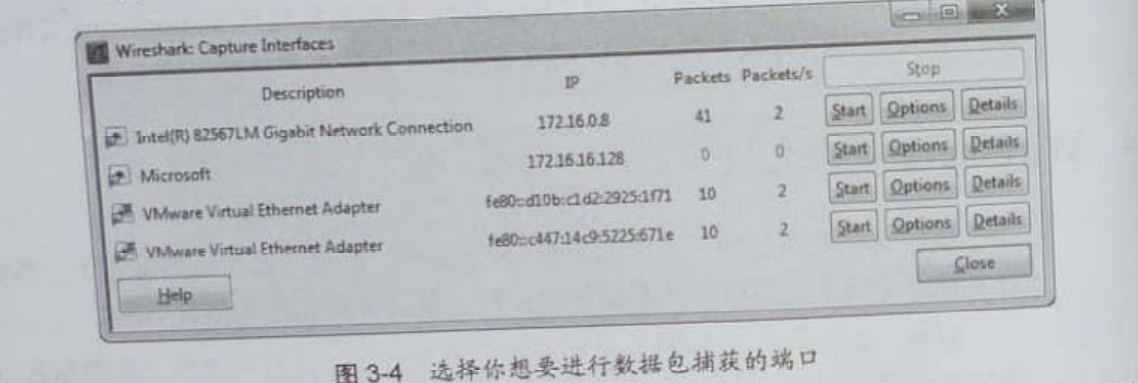 Wireshark: Capture Interfaces
Description IP Packets Packets/s Stop
Intel(R) 82567LM Gigabit Network Connection 172.16.0.8 41 2 Start Options Details
Microsoft 172.16.16.128 0 0 Start Options Details
VMware Virtual Ethernet Adapter fe80::d10b:c1d2:2925:1f71 10 2 Start Options Details
VMware Virtual Ethernet Adapter fe80::c447:14c9:5225:671e 10 2 Start Options Details
Help Close
图 3-4 选择你想要进行数据包捕获的端口